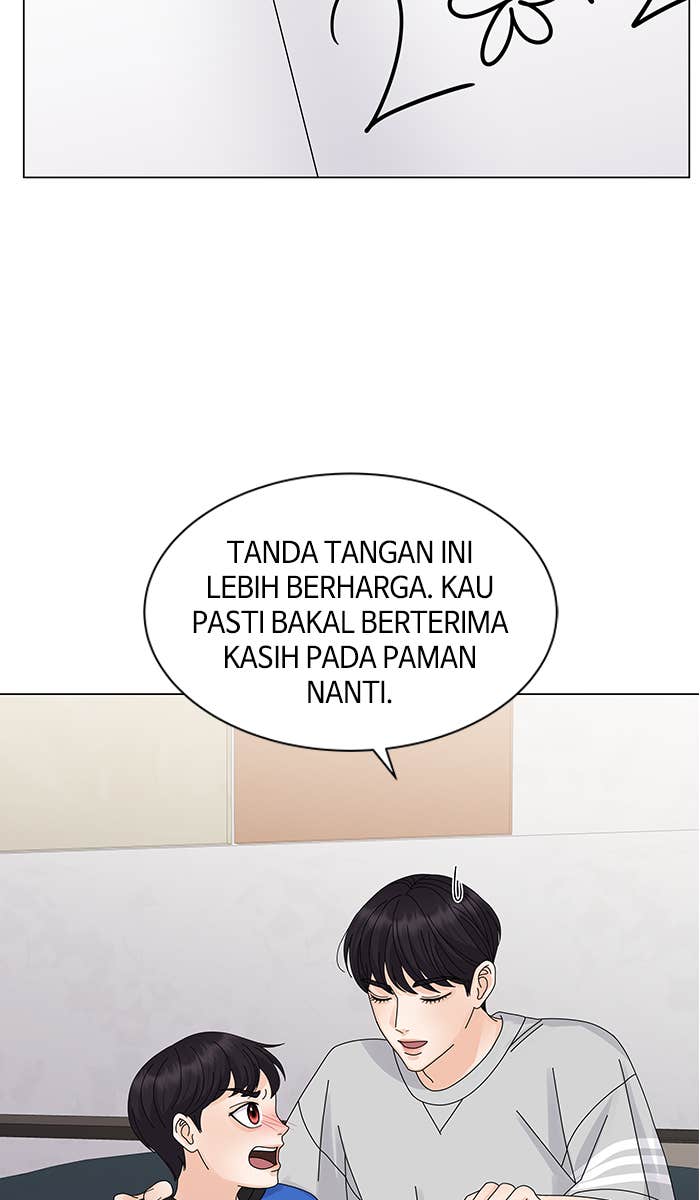 TANDA TANGAN INI
LEBIH BERHARGA. KAU
PASTI BAKAL BERTERIMA
KASIH PADA PAMAN
NANTI.